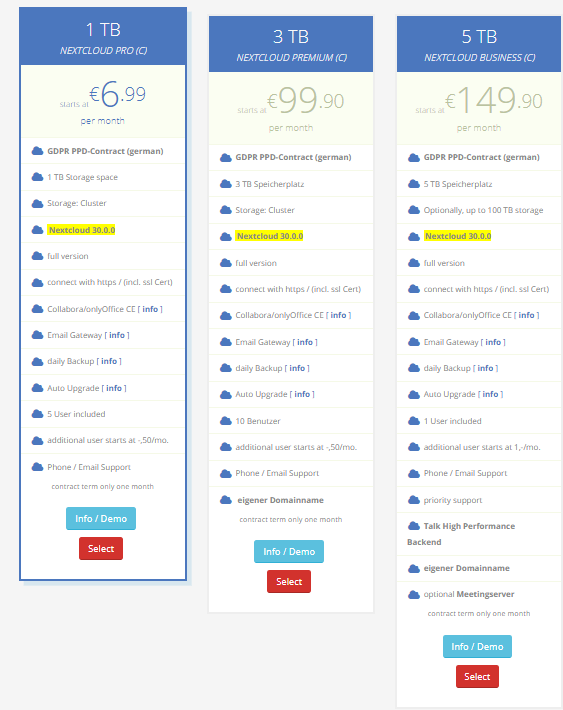 1 TB
NEXTCLOUD PRO (C)
starts at €6.99
per month
GDPR PPD-Contract (german)
1 TB Storage space
Storage: Cluster
Nextcloud 30.0.0
full version
connect with https / (incl. ssl Cert)
Collabora/onlyOffice CE [ info ]
Email Gateway [ info ]
daily Backup [ info ]
Auto Upgrade [ info ]
5 User included
additional user starts at -,50/mo.
Phone / Email Support
contract term only one month
Info / Demo
Select
3 TB
NEXTCLOUD PREMIUM (C)
starts at €99.90
per month
GDPR PPD-Contract (german)
3 TB Speicherplatz
Storage: Cluster
Nextcloud 30.0.0
full version
connect with https / (incl. ssl Cert)
Collabora/onlyOffice CE [ info ]
Email Gateway [ info ]
daily Backup [ info ]
Auto Upgrade [ info ]
10 Benutzer
additional user starts at -,50/mo.
Phone / Email Support
eigener Domainname
contract term only one month
Info / Demo
Select
5 TB
NEXTCLOUD BUSINESS (C)
starts at €149.90
per month
GDPR PPD-Contract (german)
5 TB Speicherplatz
Optionally, up to 100 TB storage
Nextcloud 30.0.0
full version
connect with https / (incl. ssl Cert)
Collabora/onlyOffice CE [ info ]
Email Gateway [ info ]
daily Backup [ info ]
Auto Upgrade [ info ]
1 User included
additional user starts at 1,-/mo.
Phone / Email Support
priority support
Talk High Performance
Backend
eigener Domainname
optional Meetingserver
contract term only one month
Info / Demo
Select